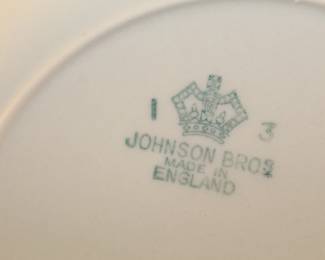 1 3
JOHNSON BROS
MADE IN
ENGLAND